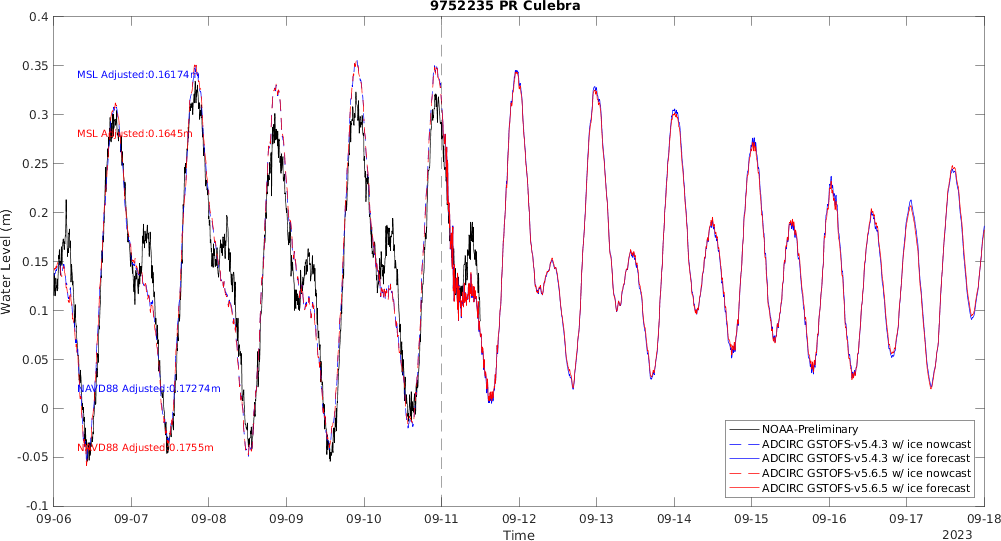 9752235 PR Culebra
0.4
0.35
MSL Adjusted:0.16174m
0.3
MSL Adjusted:0.1645m
0.25
0.2
Water Level (m)
0.15
0.1
0.05
NAVD88 Adjusted:0.17274m
0
NAVD88 Adjusted:0.1755m
-0.05
-0.1
NOAA-Preliminary
ADCIRC GSTOFS-v5.4.3 w/ ice nowcast
ADCIRC GSTOFS-v5.4.3 w/ ice forecast
ADCIRC GSTOFS-v5.6.5 w/ ice nowcast
ADCIRC GSTOFS-v5.6.5 w/ ice forecast
09-06 09-07 09-08 09-09 09-10 09-11 09-12 09-13 09-14 09-15 09-16 09-17 09-18
Time
2023